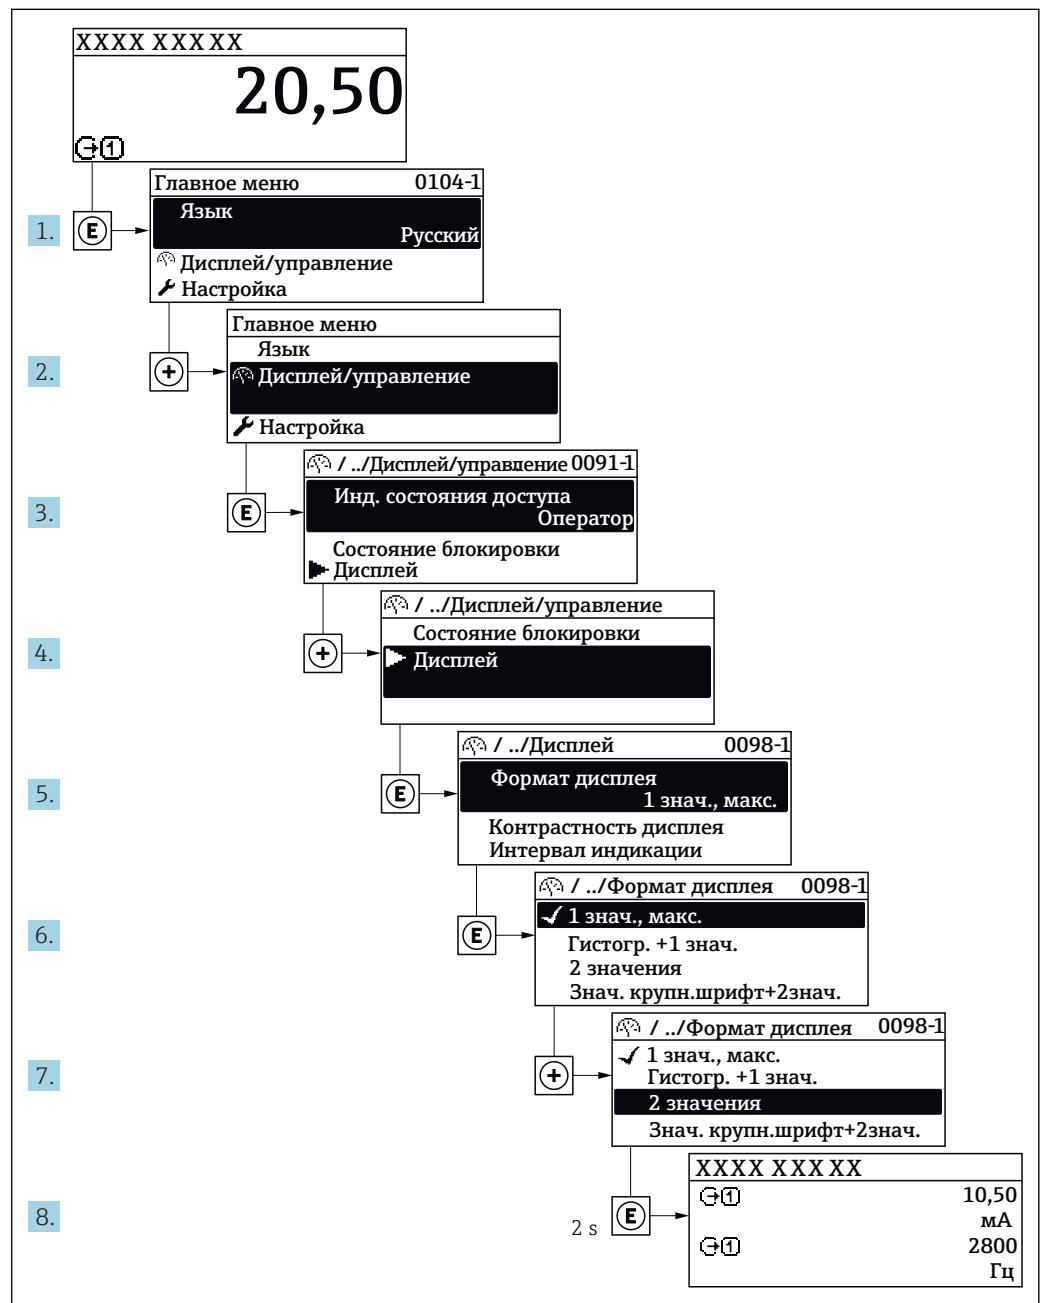 XXXX XXX XX
20,50
1
Главное меню 0104-1
Язык
Русский
Дисплей/управление
Настройка
1. E
Главное меню
Язык
Дисплей/управление
Настройка
2. +
/ ../Дисплей/управление 0091-1
Инд. состояния доступа
Оператор
Состояние блокировки
Дисплей
3. E
/ ../Дисплей/управление
Состояние блокировки
Дисплей
4. +
/ ../Дисплей 0098-1
Формат дисплея
1 знач., макс.
Контрастность дисплея
Интервал индикации
5. E
/ ../Формат дисплея 0098-1
✓ 1 знач., макс.
Гистогр. +1 знач.
2 значения
Знач. крупн.шрифт+2знач.
6. E
/ ../Формат дисплея 0098-1
✓ 1 знач., макс.
Гистогр. +1 знач.
2 значения
Знач. крупн.шрифт+2знач.
7. +
XXXX XXX XX
1 10,50
мА
1 2800
Гц
8. 2 s E